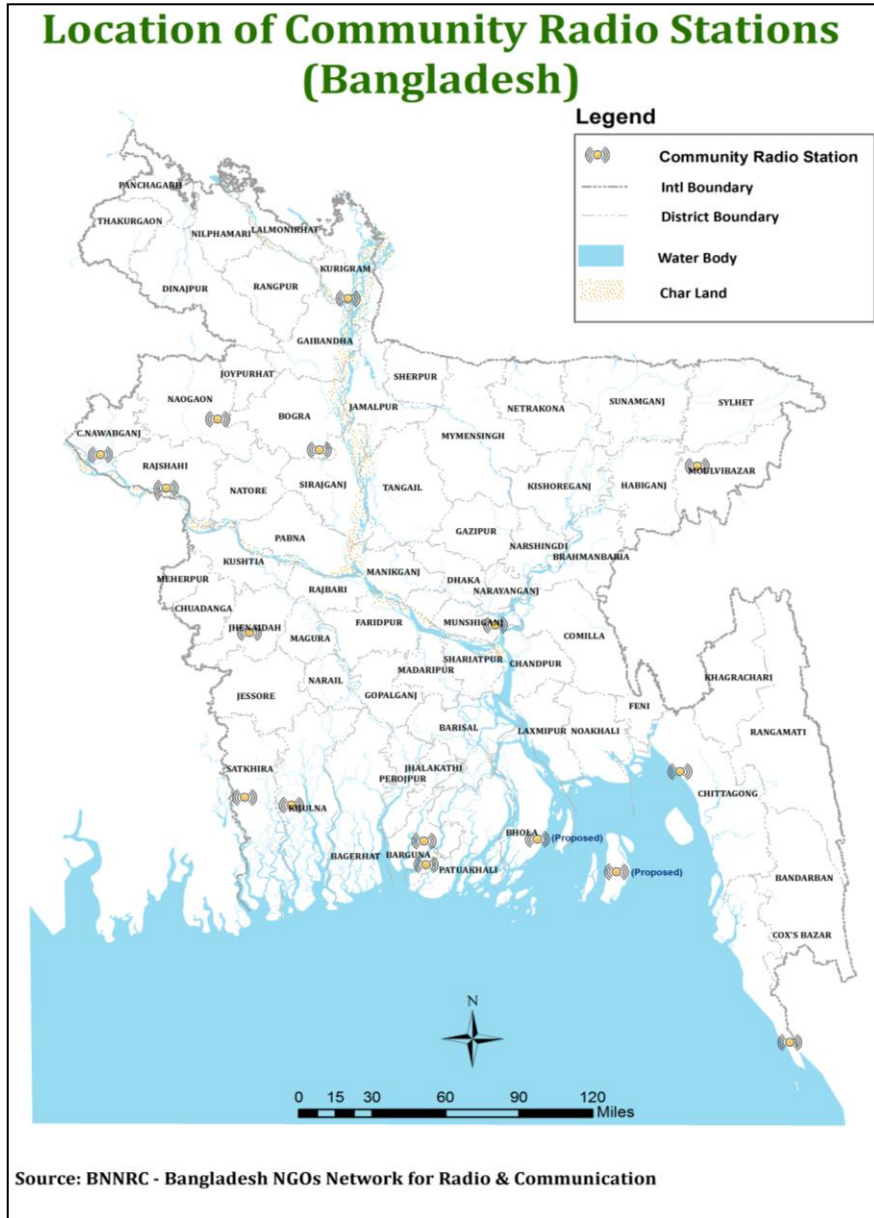 Location of Community Radio Stations
(Bangladesh)
Legend
Community Radio Station
Intl Boundary
District Boundary
Water Body
Char Land
PANCHAGARH
THAKURGAON
NILPHAMARI
LALMONIRHAT
KURIGRAM
DINAJPUR
RANGPUR
GAIBANDHA
JOYPURHAT
SHERPUR
NAOGAON
BOGRA
JAMALPUR
NETRAKONA
SUNAMGANJ
SYLHET
C.NAWABGANJ
MYMENSINGH
RAJSHAHI
MOULVIBAZAR
NATORE
SIRAJGANJ
TANGAIL
KISHOREGANJ
HABIGANJ
GAZIPUR
PABNA
NARSHINGDI
BRAHMANBARIA
KUSHTIA
MANIKGANJ
MEHERPUR
DHAKA
RAJBARI
NARAYANGANJ
CHUADANGA
JHENAIDAH
FARIDPUR
MUNSHIGANJ
MAGURA
COMILLA
SHARIATPUR
CHANDPUR
MADARIPUR
KHAGRACHARI
NARAIL
JESSORE
GOPALGANJ
FENI
BARISAL
LAXMIPUR
NOAKHALI
RANGAMATI
SATKHIRA
JHALAKATHI
PEROJPUR
CHITTAGONG
KHULNA
BHOLA
(Proposed)
BAGERHAT
BARGUNA
PATUAKHALI
(Proposed)
BANDARBAN
COX'S BAZAR
N
0 15 30 60 90 120
Miles
Source: BNNRC - Bangladesh NGOs Network for Radio & Communication